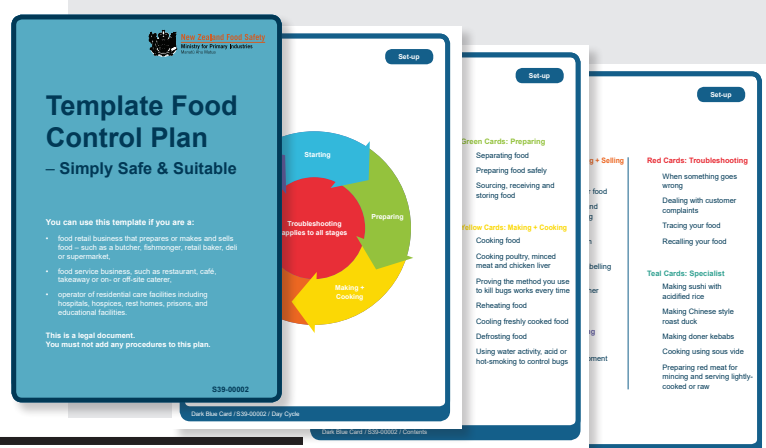 New Zealand Food Safety
Ministry for Primary Industries
Manatū Ahu Matua
Template Food
Control Plan
– Simply Safe & Suitable
You can use this template if you are a:
• food retail business that prepares or makes and sells
food – such as a butcher, fishmonger, retail baker, deli
or supermarket,
• food service business, such as restaurant, café,
takeaway or on- or off-site caterer,
• operator of residential care facilities including
hospitals, hospices, rest homes, prisons, and
educational facilities.
This is a legal document.
You must not add any procedures to this plan.
S39-00002
Set-up
Starting
Preparing
Troubleshooting
applies to all stages
Making +
Cooking
Dark Blue Card / S39-00002 / Day Cycle
Set-up
Green Cards: Preparing
Separating food
Preparing food safely
Sourcing, receiving and
storing food
Yellow Cards: Making + Cooking
Cooking food
Cooking poultry, minced
meat and chicken liver
Proving the method you use
to kill bugs works every time
Reheating food
Cooling freshly cooked food
Defrosting food
Using water activity, acid or
hot-smoking to control bugs
Dark Blue Card / S39-00002 / Contents
Set-up
+ Selling
food
Red Cards: Troubleshooting
When something goes
wrong
Dealing with customer
complaints
Tracing your food
Recalling your food
Teal Cards: Specialist
Making sushi with
acidified rice
Making Chinese style
roast duck
Making doner kebabs
Cooking using sous vide
Preparing red meat for
mincing and serving lightly-
cooked or raw